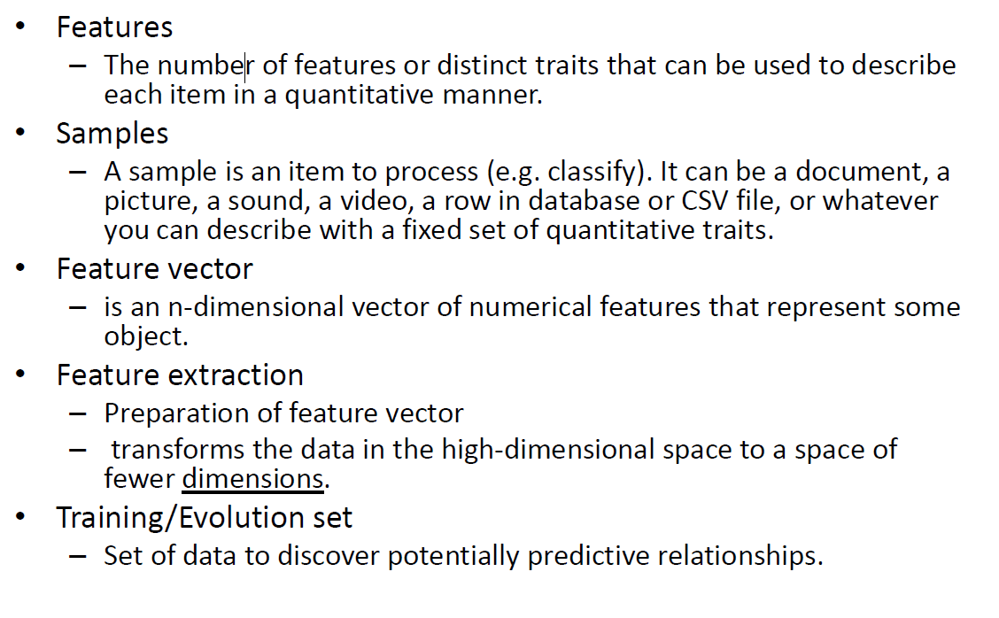 • Features
– The number of features or distinct traits that can be used to describe
each item in a quantitative manner.
• Samples
– A sample is an item to process (e.g. classify). It can be a document, a
picture, a sound, a video, a row in database or CSV file, or whatever
you can describe with a fixed set of quantitative traits.
• Feature vector
– is an n-dimensional vector of numerical features that represent some
object.
• Feature extraction
– Preparation of feature vector
– transforms the data in the high-dimensional space to a space of
fewer dimensions.
• Training/Evolution set
– Set of data to discover potentially predictive relationships.